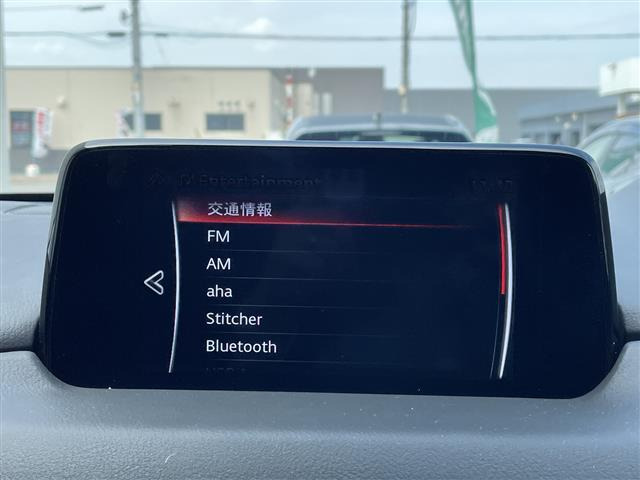 Entertainment
交通情報
FM
AM
aha
Stitcher
Bluetooth